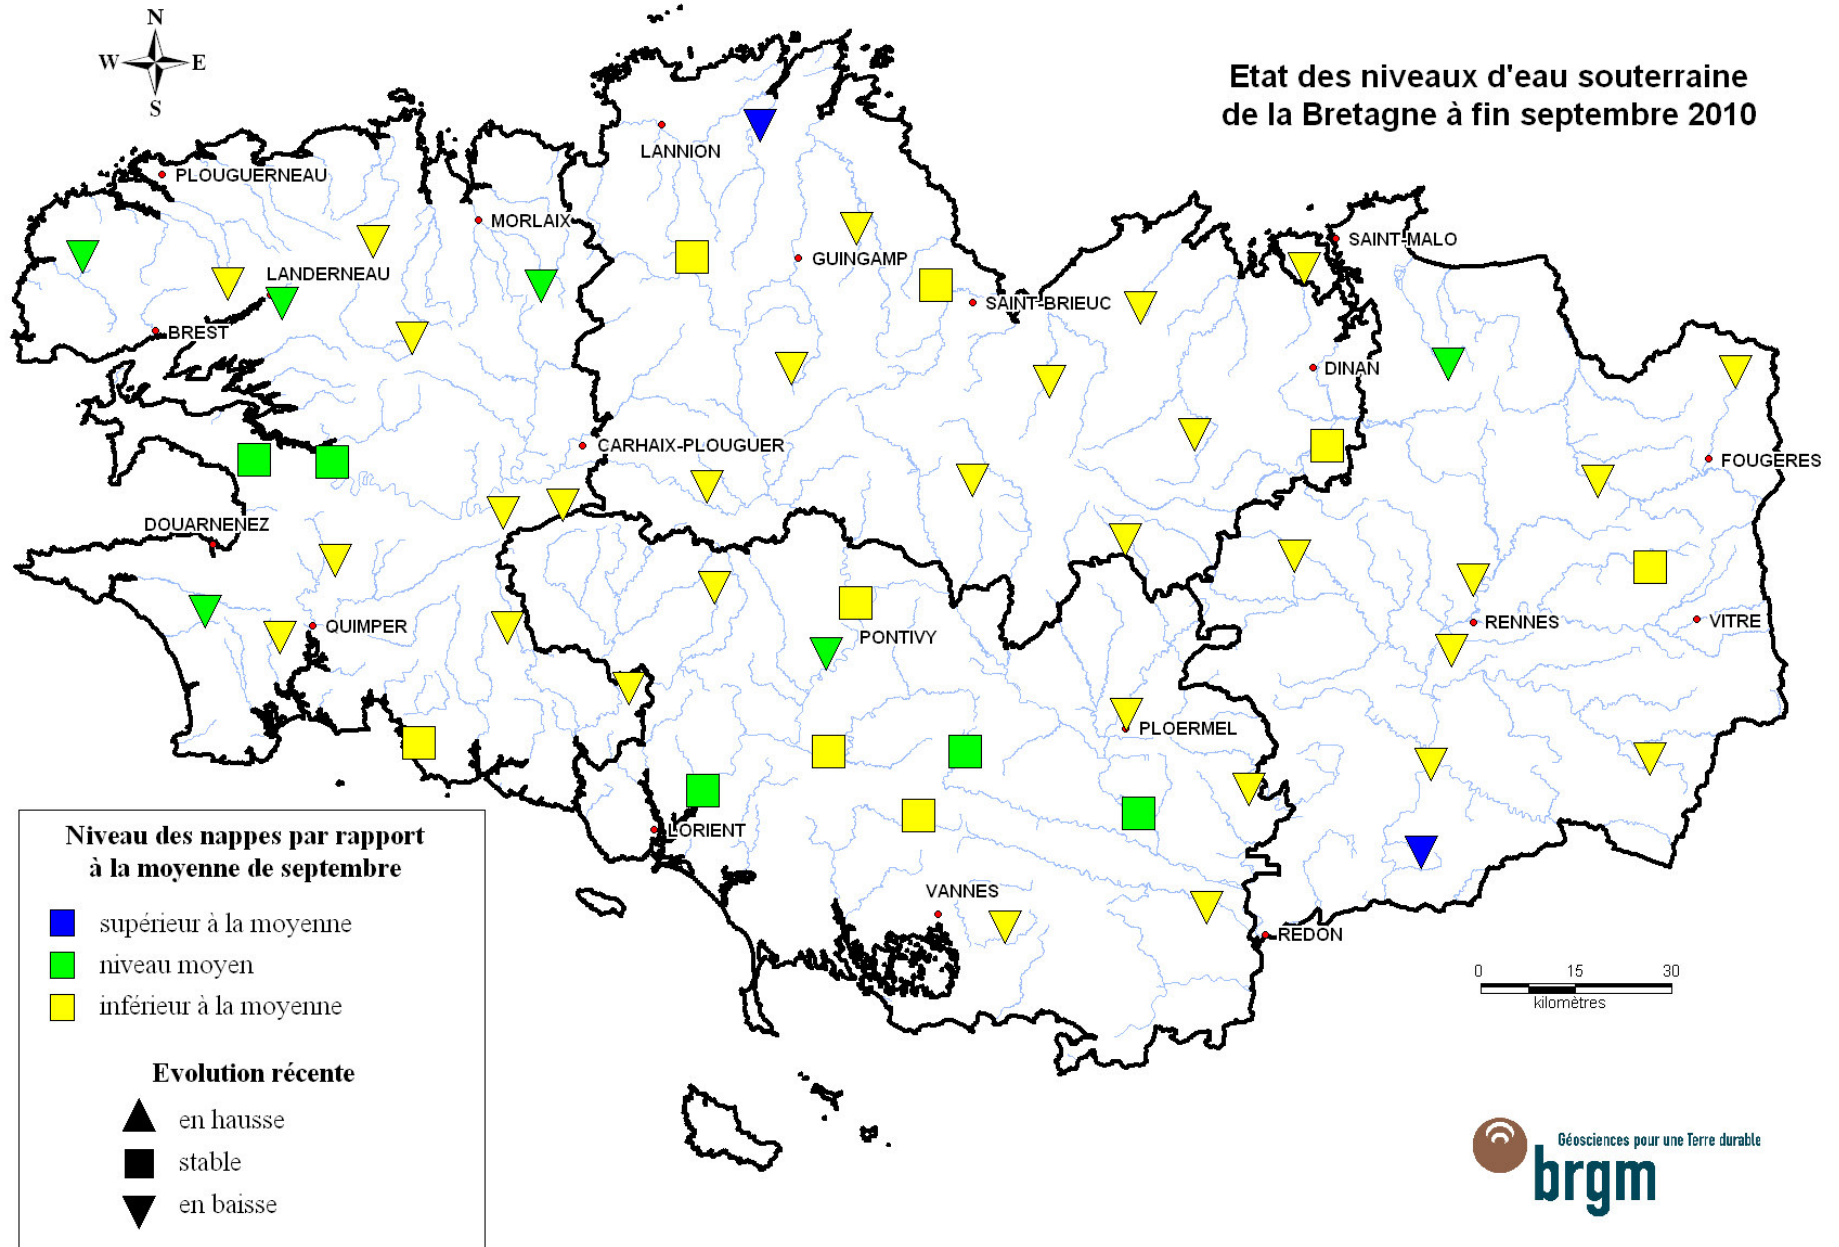 N
W E
S
Etat des niveaux d'eau souterraine
de la Bretagne à fin septembre 2010
LANNION
PLOUGUERNEAU
MORLAIX
SAINT-MALO
GUINGAMP
LANDERNEAU
SAINT-BRIEUC
BREST
DINAN
CARHAIX-PLOUGUER
FOUGERES
DOUARNENEZ
QUIMPER
RENNES
VITRE
PONTIVY
PLOERMEL
LORIENT
VANNES
REDON
Niveau des nappes par rapport
à la moyenne de septembre
supérieur à la moyenne
niveau moyen
inférieur à la moyenne
Evolution récente
en hausse
stable
en baisse
0 15 30
kilomètres
Géosciences pour une Terre durable
brgm